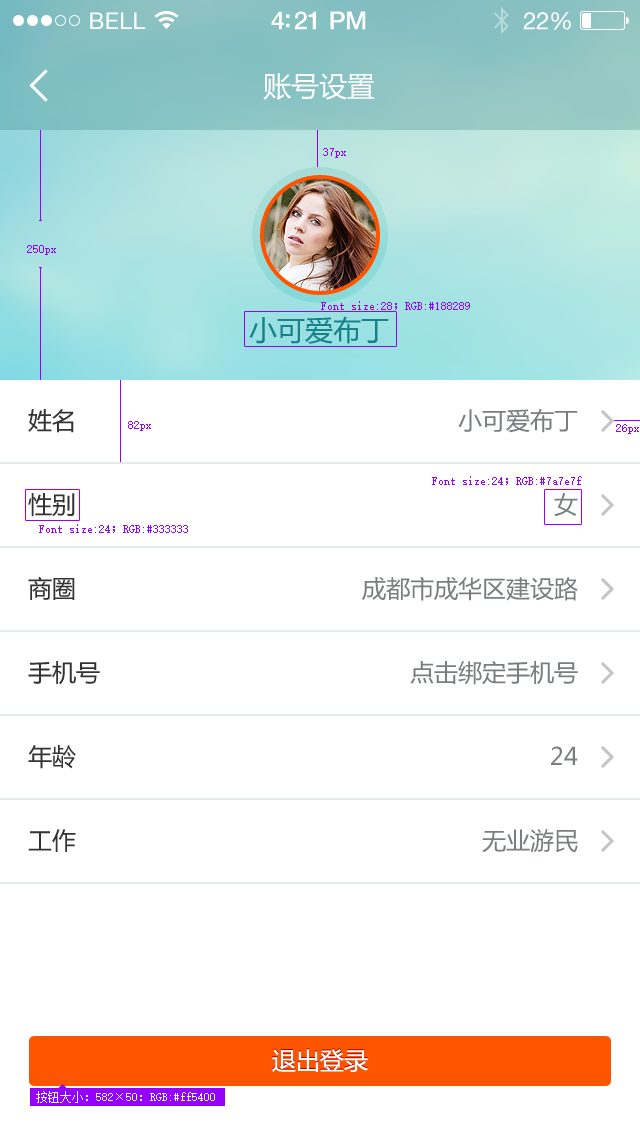 BELL 4:21 PM 22%
账号设置
37px
250px
Font size:28; RGB:#188289
小可爱布丁
姓名 82px 小可爱布丁
26px
Font size:24; RGB:#7a7e7f
性别 女
Font size:24; RGB:#333333
商圈 成都市成华区建设路
手机号 点击绑定手机号
年龄 24
工作 无业游民
退出登录
按钮大小: 582×50; RGB:#ff5400